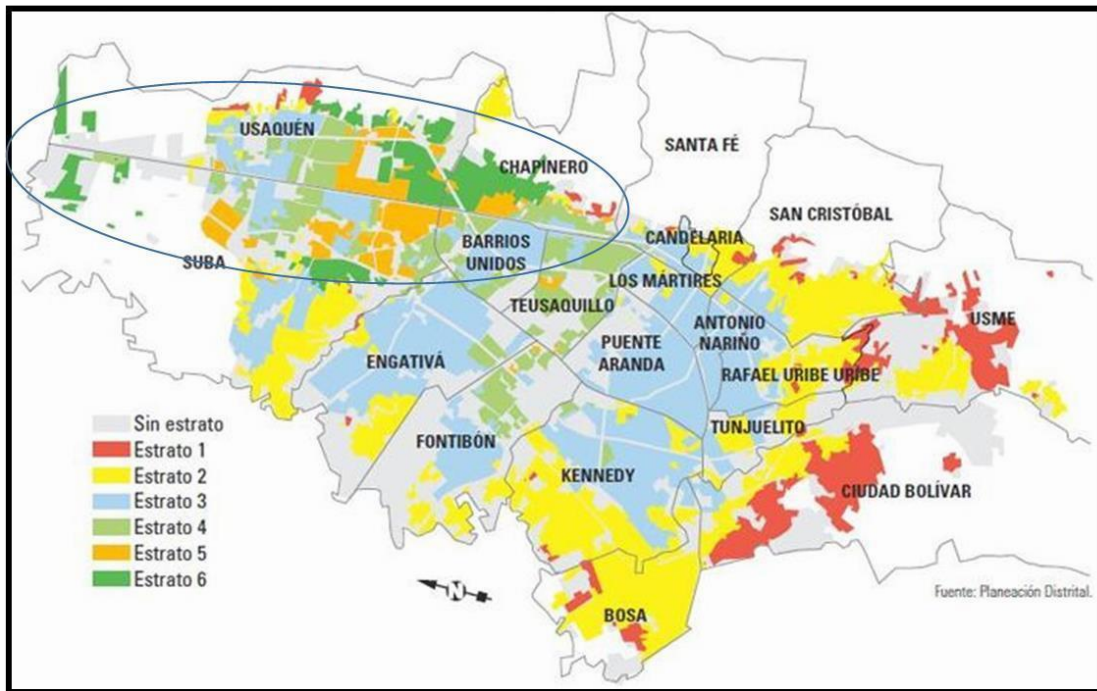 USAQUÉN
CHAPINERO
SANTA FÉ
SAN CRISTÓBAL
SUBA
BARRIOS
UNIDOS
CANDELARIA
LOS MÁRTIRES
TEUSAQUILLO
USME
ENGATIVÁ
PUENTE
ARANDA
ANTONIO
NARIÑO
RAFAEL URIBE URIBE
FONTIBÓN
TUNJUELITO
KENNEDY
CIUDAD BOLÍVAR
BOSA
Sin estrato
Estrato 1
Estrato 2
Estrato 3
Estrato 4
Estrato 5
Estrato 6
N
Fuente: Planeación Distrital.